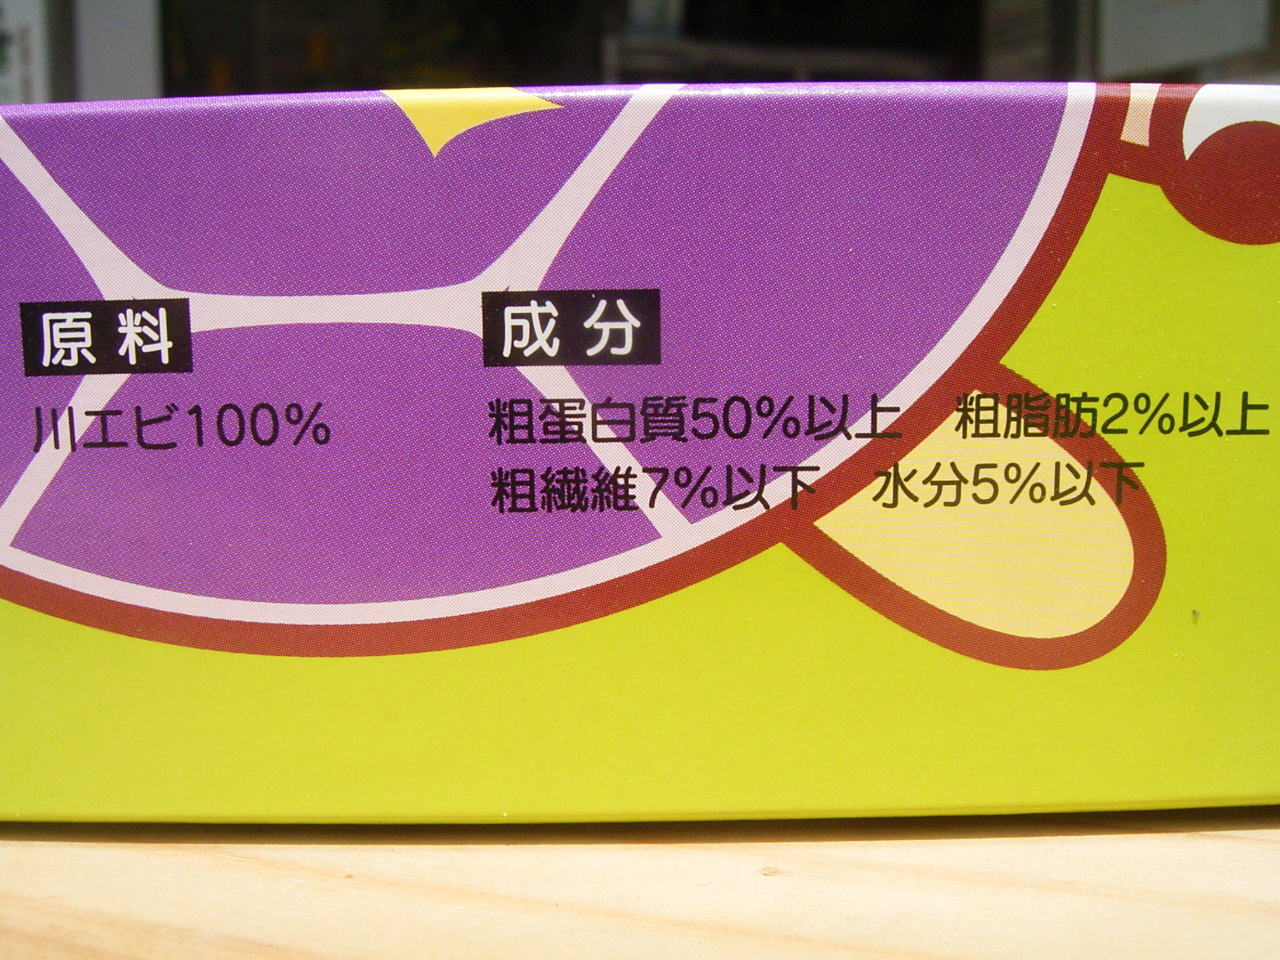 原料
川エビ100%
成分
粗蛋白質50%以上 粗脂肪2%以上
粗繊維7%以下 水分5%以下